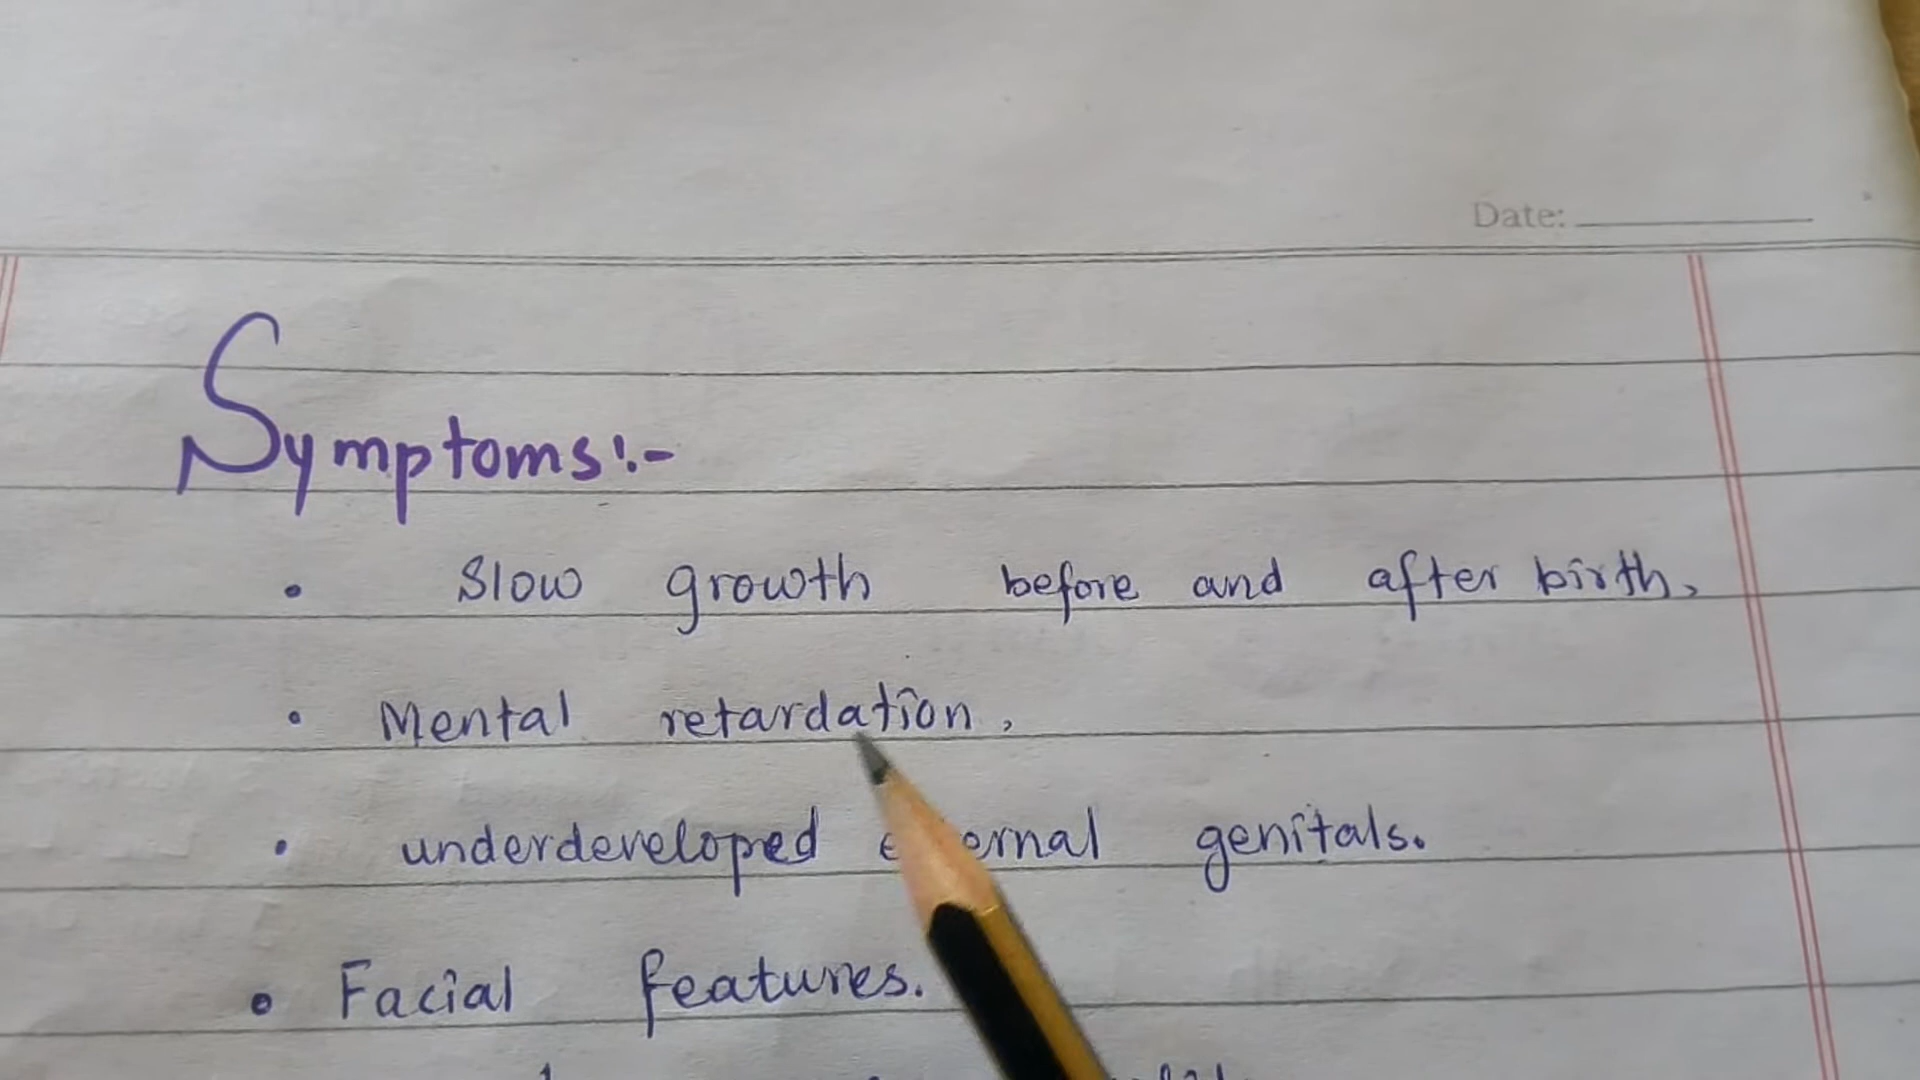 Date:
Symptoms:-
• Slow growth before and after birth,
• Mental retardation,
• underdeveloped genitals.
• Facial features.